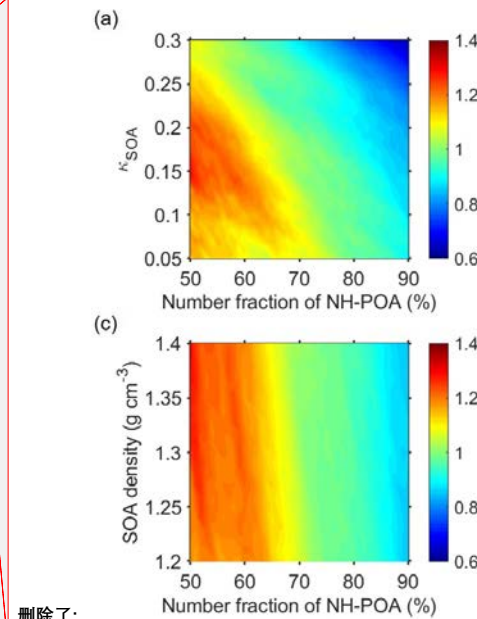 (a)
0.3
0.25
0.2
0.15
0.1
0.05
κSOA
50 60 70 80 90
Number fraction of NH-POA (%)
1.4
1.2
1
0.8
0.6
(c)
1.4
1.35
1.3
1.25
1.2
SOA density (g cm⁻³)
50 60 70 80 90
Number fraction of NH-POA (%)
1.4
1.2
1
0.8
0.6
删除了: